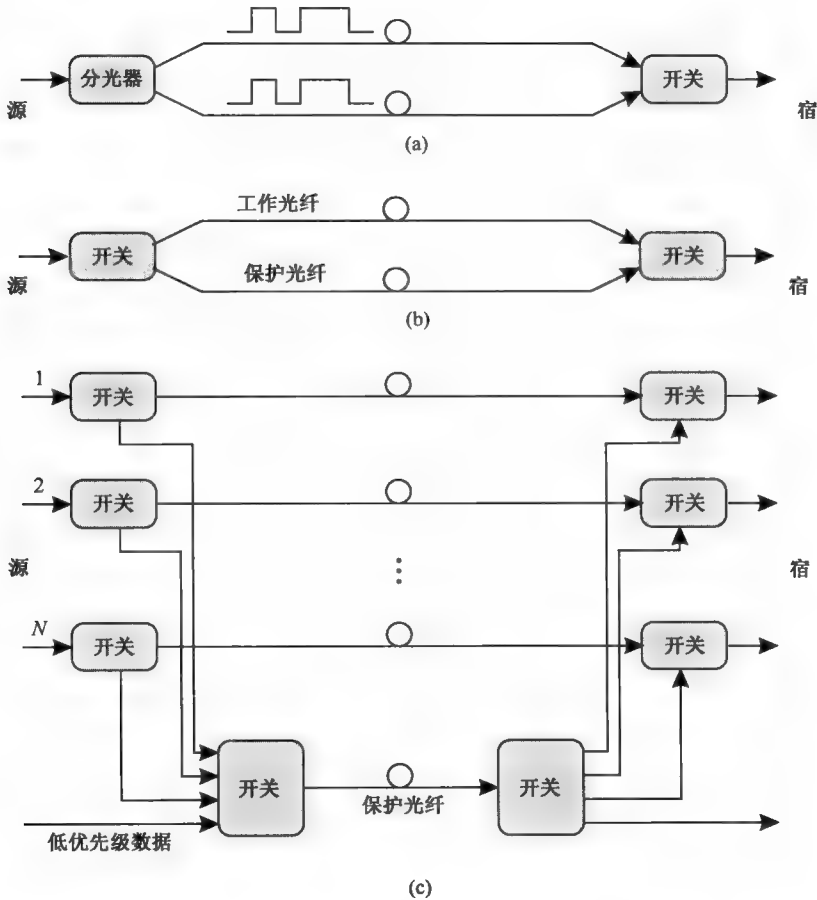 源
分光器
开关
宿
(a)
源
开关
工作光纤
保护光纤
开关
宿
(b)
1
开关
开关
2
开关
开关
源
宿
N
开关
开关
开关
保护光纤
开关
低优先级数据
(c)